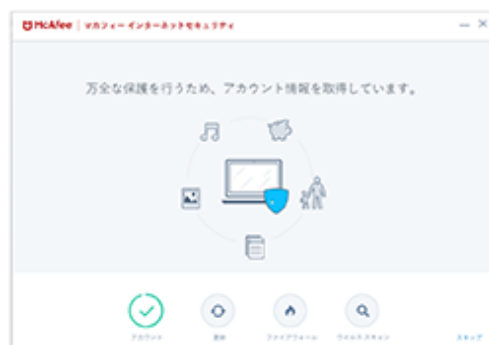 McAfee | マカフィー インターネットセキュリティ
万全な保護を行うため、アカウント情報を取得しています。
アカウント 更新 ファイアウォール ウイルス スキャン スキップ